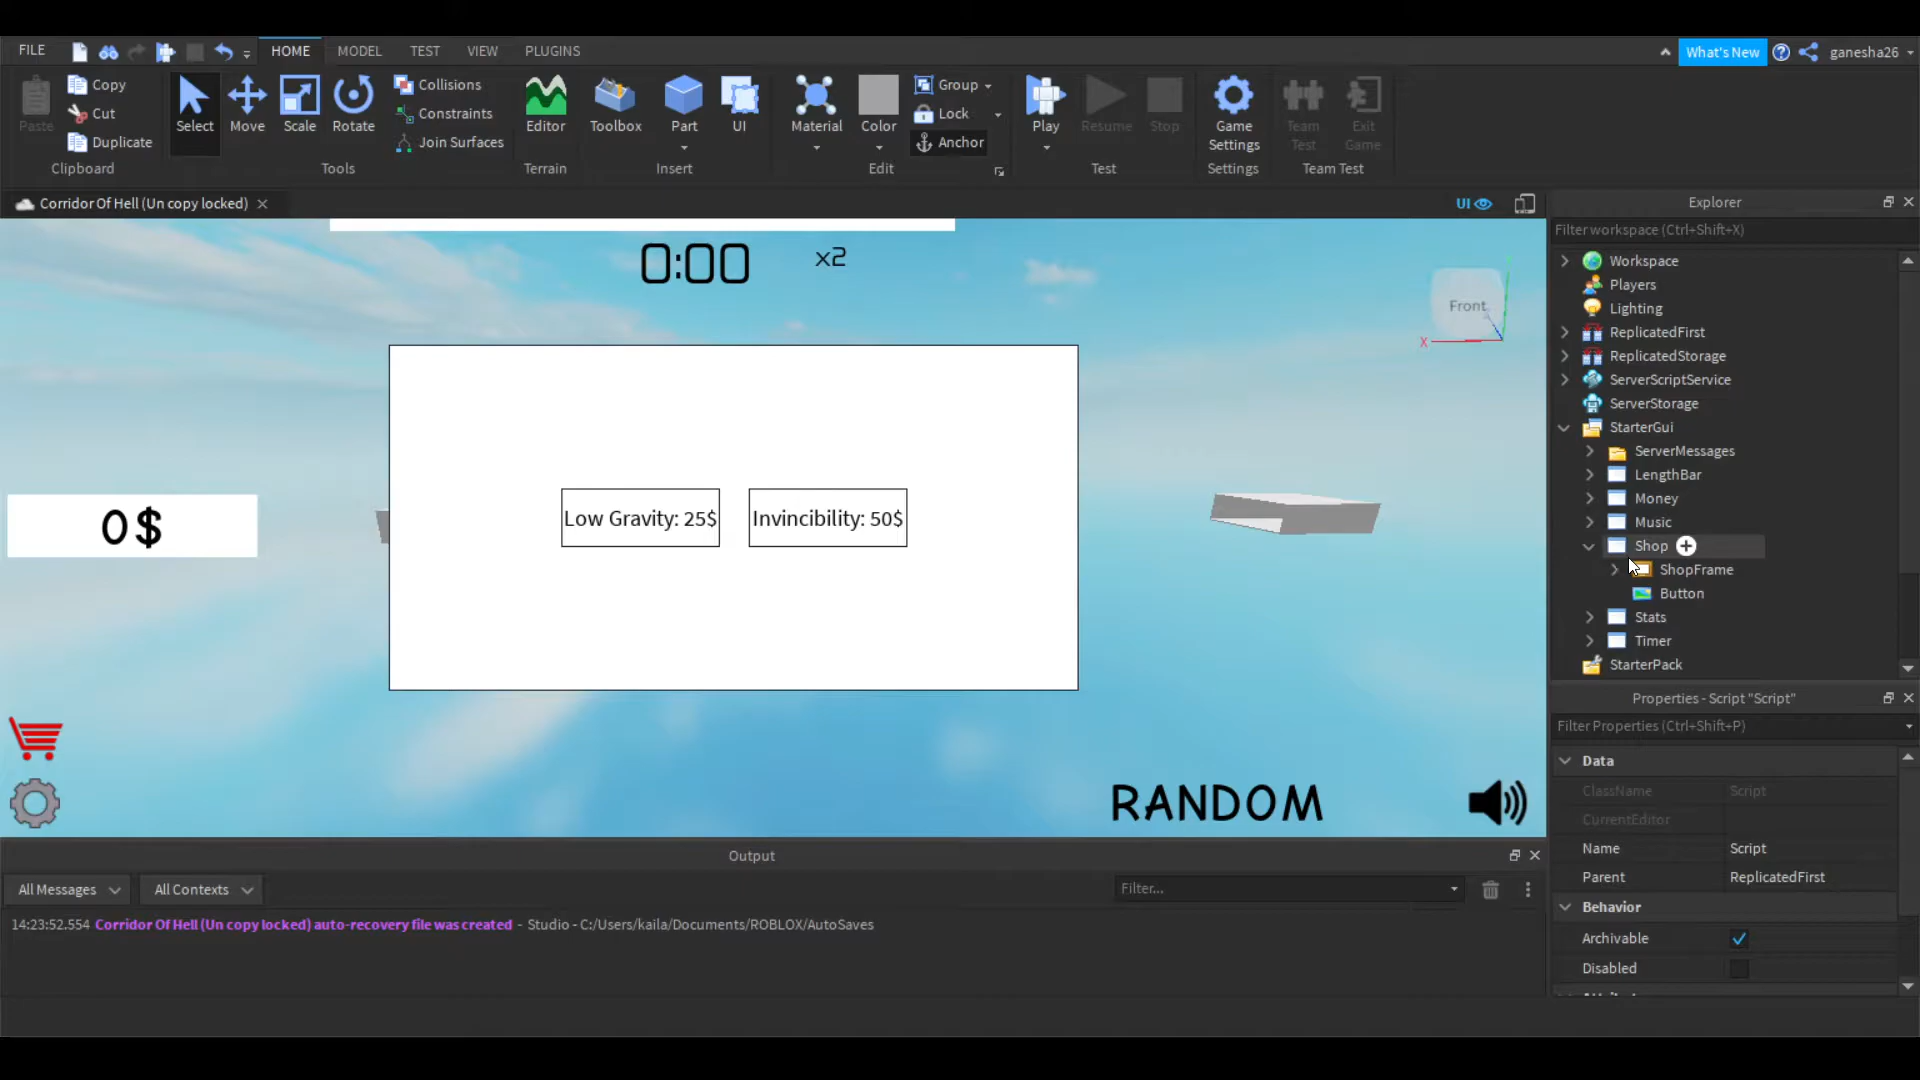 FILE
HOME
MODEL
TEST
VIEW
PLUGINS
What's New
ganesha26
Paste
Copy
Cut
Duplicate
Clipboard
Select
Move
Scale
Rotate
Tools
Collisions
Constraints
Join Surfaces
Editor
Terrain
Toolbox
Part
UI
Insert
Material
Color
Group
Lock
Anchor
Edit
Play
Resume
Stop
Test
Game
Settings
Settings
Team
Test
Exit
Game
Team Test
Corridor Of Hell (Un copy locked)
UI
0:00
x2
Front
X
Low Gravity: 25$
Invincibility: 50$
0$
RANDOM
Explorer
Filter workspace (Ctrl+Shift+X)
Workspace
Players
Lighting
ReplicatedFirst
ReplicatedStorage
ServerScriptService
ServerStorage
StarterGui
ServerMessages
LengthBar
Money
Music
Shop
ShopFrame
Button
Stats
Timer
StarterPack
Properties - Script "Script"
Filter Properties (Ctrl+Shift+P)
Data
ClassName Script
CurrentEditor
Name Script
Parent ReplicatedFirst
Behavior
Archivable
Disabled
Output
All Messages
All Contexts
Filter...
14:23:52.554 Corridor Of Hell (Un copy locked) auto-recovery file was created - Studio - C:/Users/kaila/Documents/ROBLOX/AutoSaves